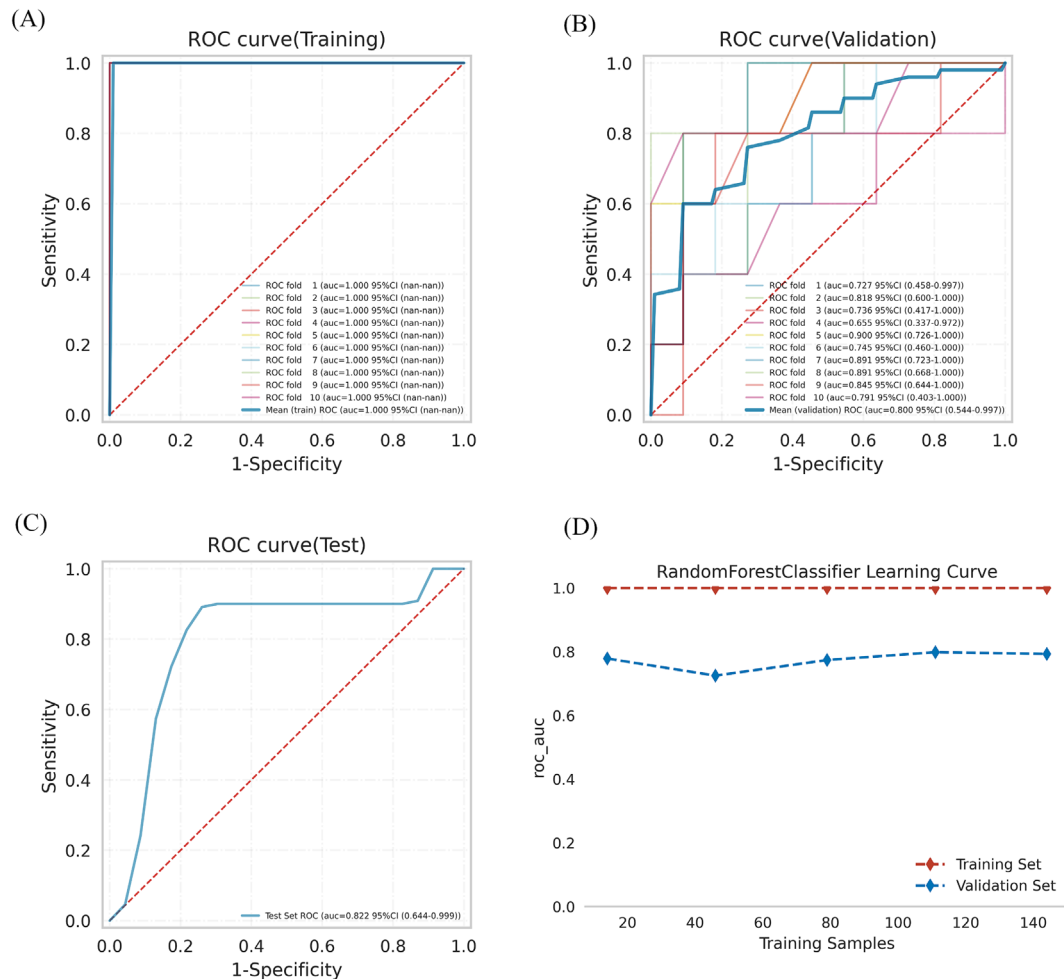 (A)
ROC curve(Training)
1.0
0.8
0.6
0.4
0.2
0.0
Sensitivity
ROC fold 1 (auc=1.000 95%CI (nan-nan))
ROC fold 2 (auc=1.000 95%CI (nan-nan))
ROC fold 3 (auc=1.000 95%CI (nan-nan))
ROC fold 4 (auc=1.000 95%CI (nan-nan))
ROC fold 5 (auc=1.000 95%CI (nan-nan))
ROC fold 6 (auc=1.000 95%CI (nan-nan))
ROC fold 7 (auc=1.000 95%CI (nan-nan))
ROC fold 8 (auc=1.000 95%CI (nan-nan))
ROC fold 9 (auc=1.000 95%CI (nan-nan))
ROC fold 10 (auc=1.000 95%CI (nan-nan))
Mean (train) ROC (auc=1.000 95%CI (nan-nan))
0.0 0.2 0.4 0.6 0.8 1.0
1-Specificity
(B)
ROC curve(Validation)
1.0
0.8
0.6
0.4
0.2
0.0
Sensitivity
ROC fold 1 (auc=0.727 95%CI (0.458-0.997))
ROC fold 2 (auc=0.818 95%CI (0.600-1.000))
ROC fold 3 (auc=0.736 95%CI (0.417-1.000))
ROC fold 4 (auc=0.655 95%CI (0.337-0.972))
ROC fold 5 (auc=0.900 95%CI (0.726-1.000))
ROC fold 6 (auc=0.745 95%CI (0.460-1.000))
ROC fold 7 (auc=0.891 95%CI (0.723-1.000))
ROC fold 8 (auc=0.891 95%CI (0.668-1.000))
ROC fold 9 (auc=0.845 95%CI (0.644-1.000))
ROC fold 10 (auc=0.791 95%CI (0.403-1.000))
Mean (validation) ROC (auc=0.800 95%CI (0.544-0.997))
0.0 0.2 0.4 0.6 0.8 1.0
1-Specificity
(C)
ROC curve(Test)
1.0
0.8
0.6
0.4
0.2
0.0
Sensitivity
Test Set ROC (auc=0.822 95%CI (0.644-0.999))
0.0 0.2 0.4 0.6 0.8 1.0
1-Specificity
(D)
RandomForestClassifier Learning Curve
1.0
0.8
0.6
0.4
0.2
0.0
roc_auc
Training Set
Validation Set
20 40 60 80 100 120 140
Training Samples